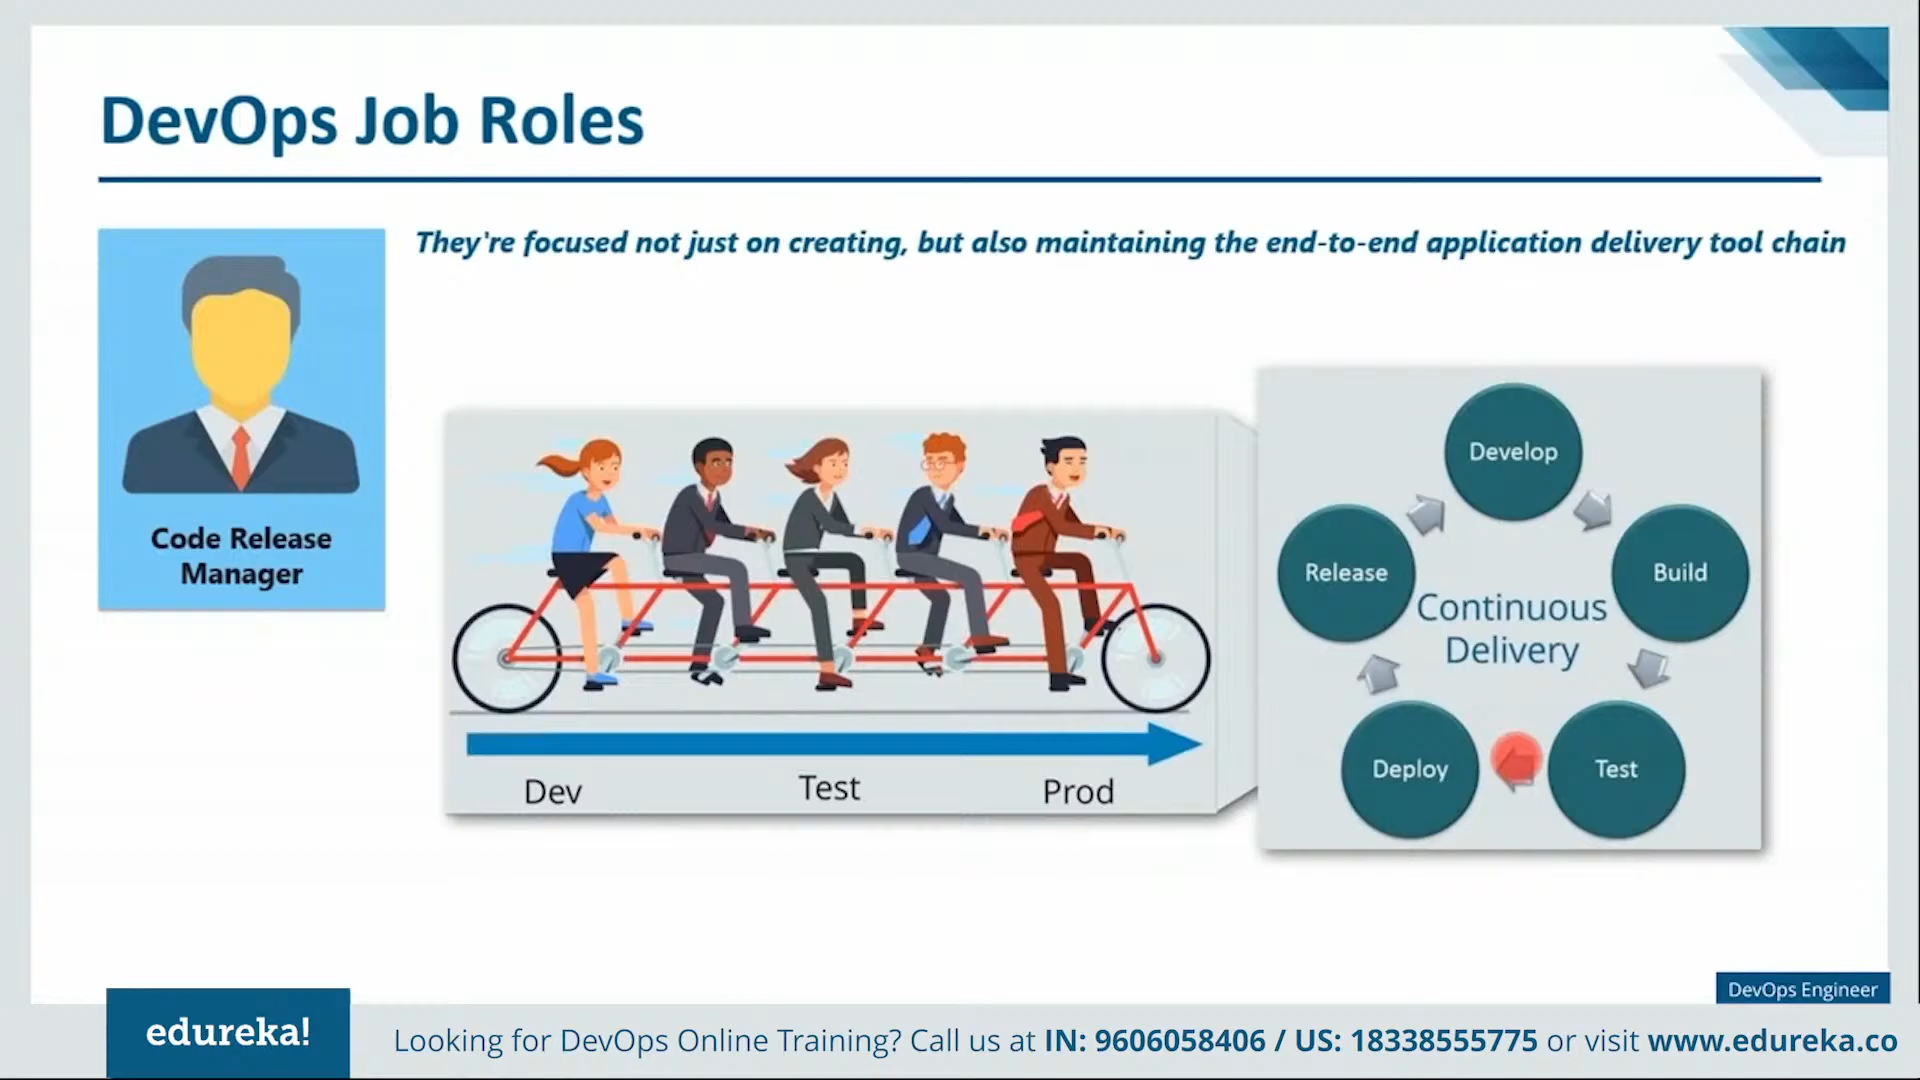 DevOps Job Roles
They're focused not just on creating, but also maintaining the end-to-end application delivery tool chain
Code Release
Manager
Dev
Test
Prod
Develop
Build
Test
Deploy
Release
Continuous
Delivery
DevOps Engineer
edureka!
Looking for DevOps Online Training? Call us at IN: 9606058406 / US: 18338555775 or visit www.edureka.co